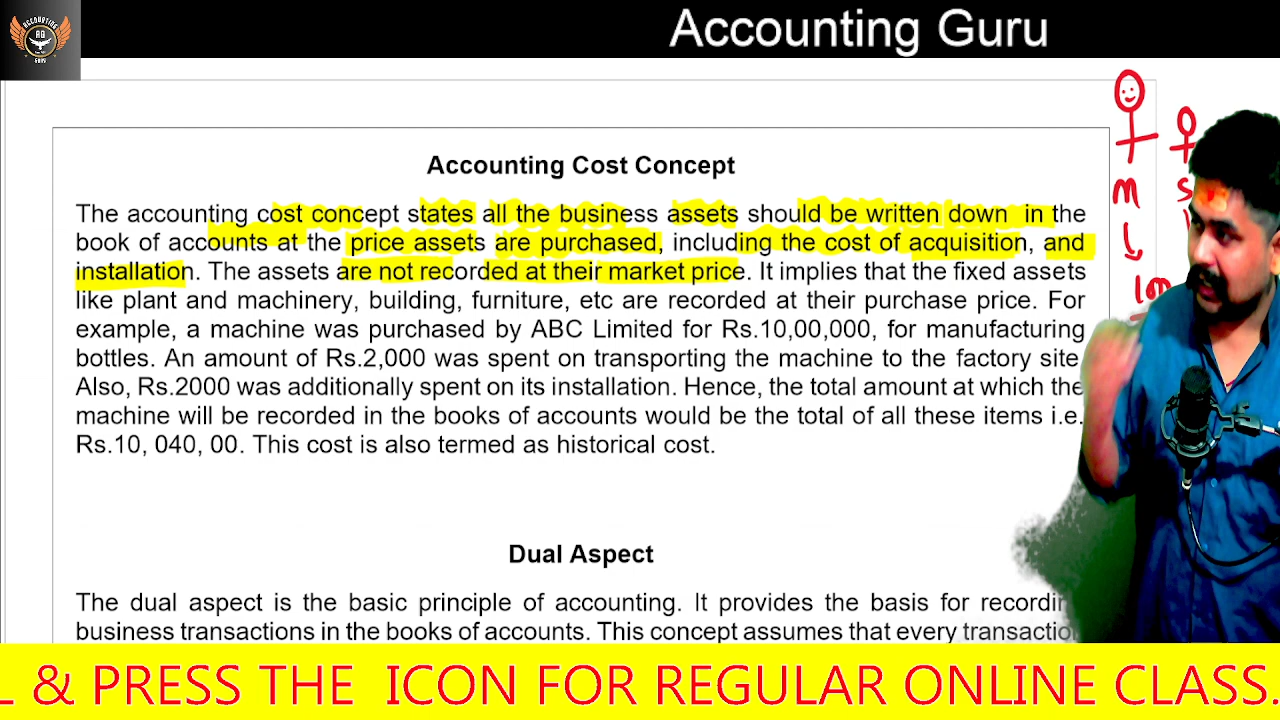 Accounting Guru
ACCOUNTING
AG
GURU
Accounting Cost Concept
The accounting cost concept states all the business assets should be written down in the
book of accounts at the price assets are purchased, including the cost of acquisition, and
installation. The assets are not recorded at their market price. It implies that the fixed assets
like plant and machinery, building, furniture, etc are recorded at their purchase price. For
example, a machine was purchased by ABC Limited for Rs.10,00,000, for manufacturing
bottles. An amount of Rs.2,000 was spent on transporting the machine to the factory site
Also, Rs.2000 was additionally spent on its installation. Hence, the total amount at which the
machine will be recorded in the books of accounts would be the total of all these items i.e.
Rs.10, 040, 00. This cost is also termed as historical cost.
M
S
Dual Aspect
The dual aspect is the basic principle of accounting. It provides the basis for recordin
business transactions in the books of accounts. This concept assumes that every transactio
L & PRESS THE ICON FOR REGULAR ONLINE CLASS.